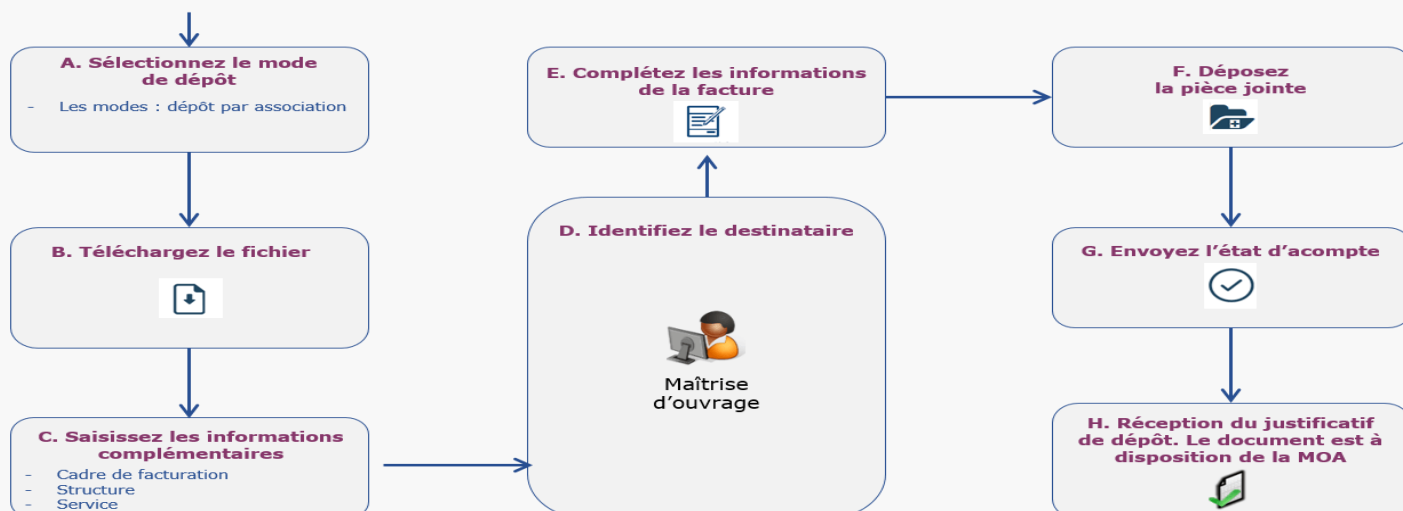 A. Sélectionnez le mode
de dépôt
- Les modes : dépôt par association
B. Téléchargez le fichier
C. Saisissez les informations
complémentaires
- Cadre de facturation
- Structure
- Service
D. Identifiez le destinataire
Maîtrise
d'ouvrage
E. Complétez les informations
de la facture
F. Déposez
la pièce jointe
G. Envoyez l’état d’acompte
H. Réception du justificatif
de dépôt. Le document est à
disposition de la MOA